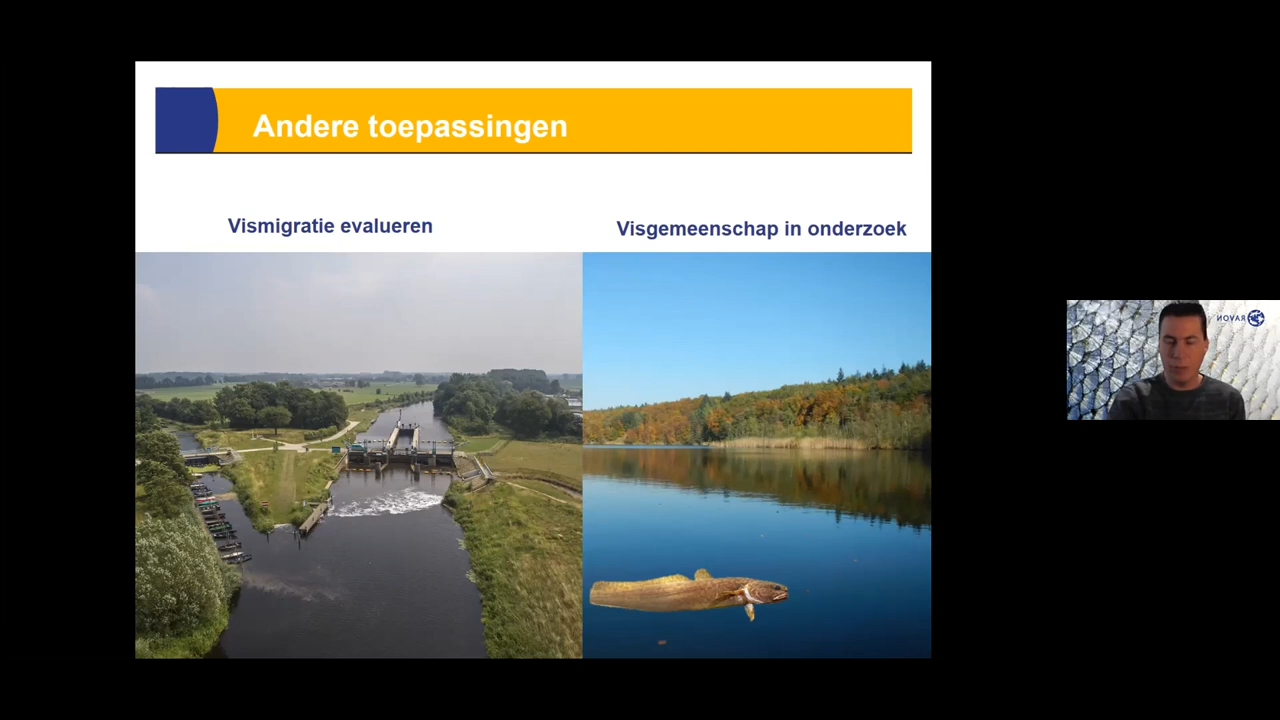 Andere toepassingen
Vismigratie evalueren
Visgemeenschap in onderzoek
RAVON